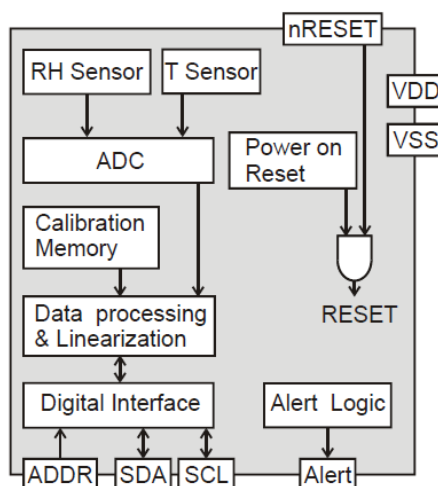 nRESET
RH Sensor
T Sensor
VDD
VSS
ADC
Power on
Reset
Calibration
Memory
RESET
Data processing
& Linearization
Digital Interface
Alert Logic
ADDR
SDA
SCL
Alert